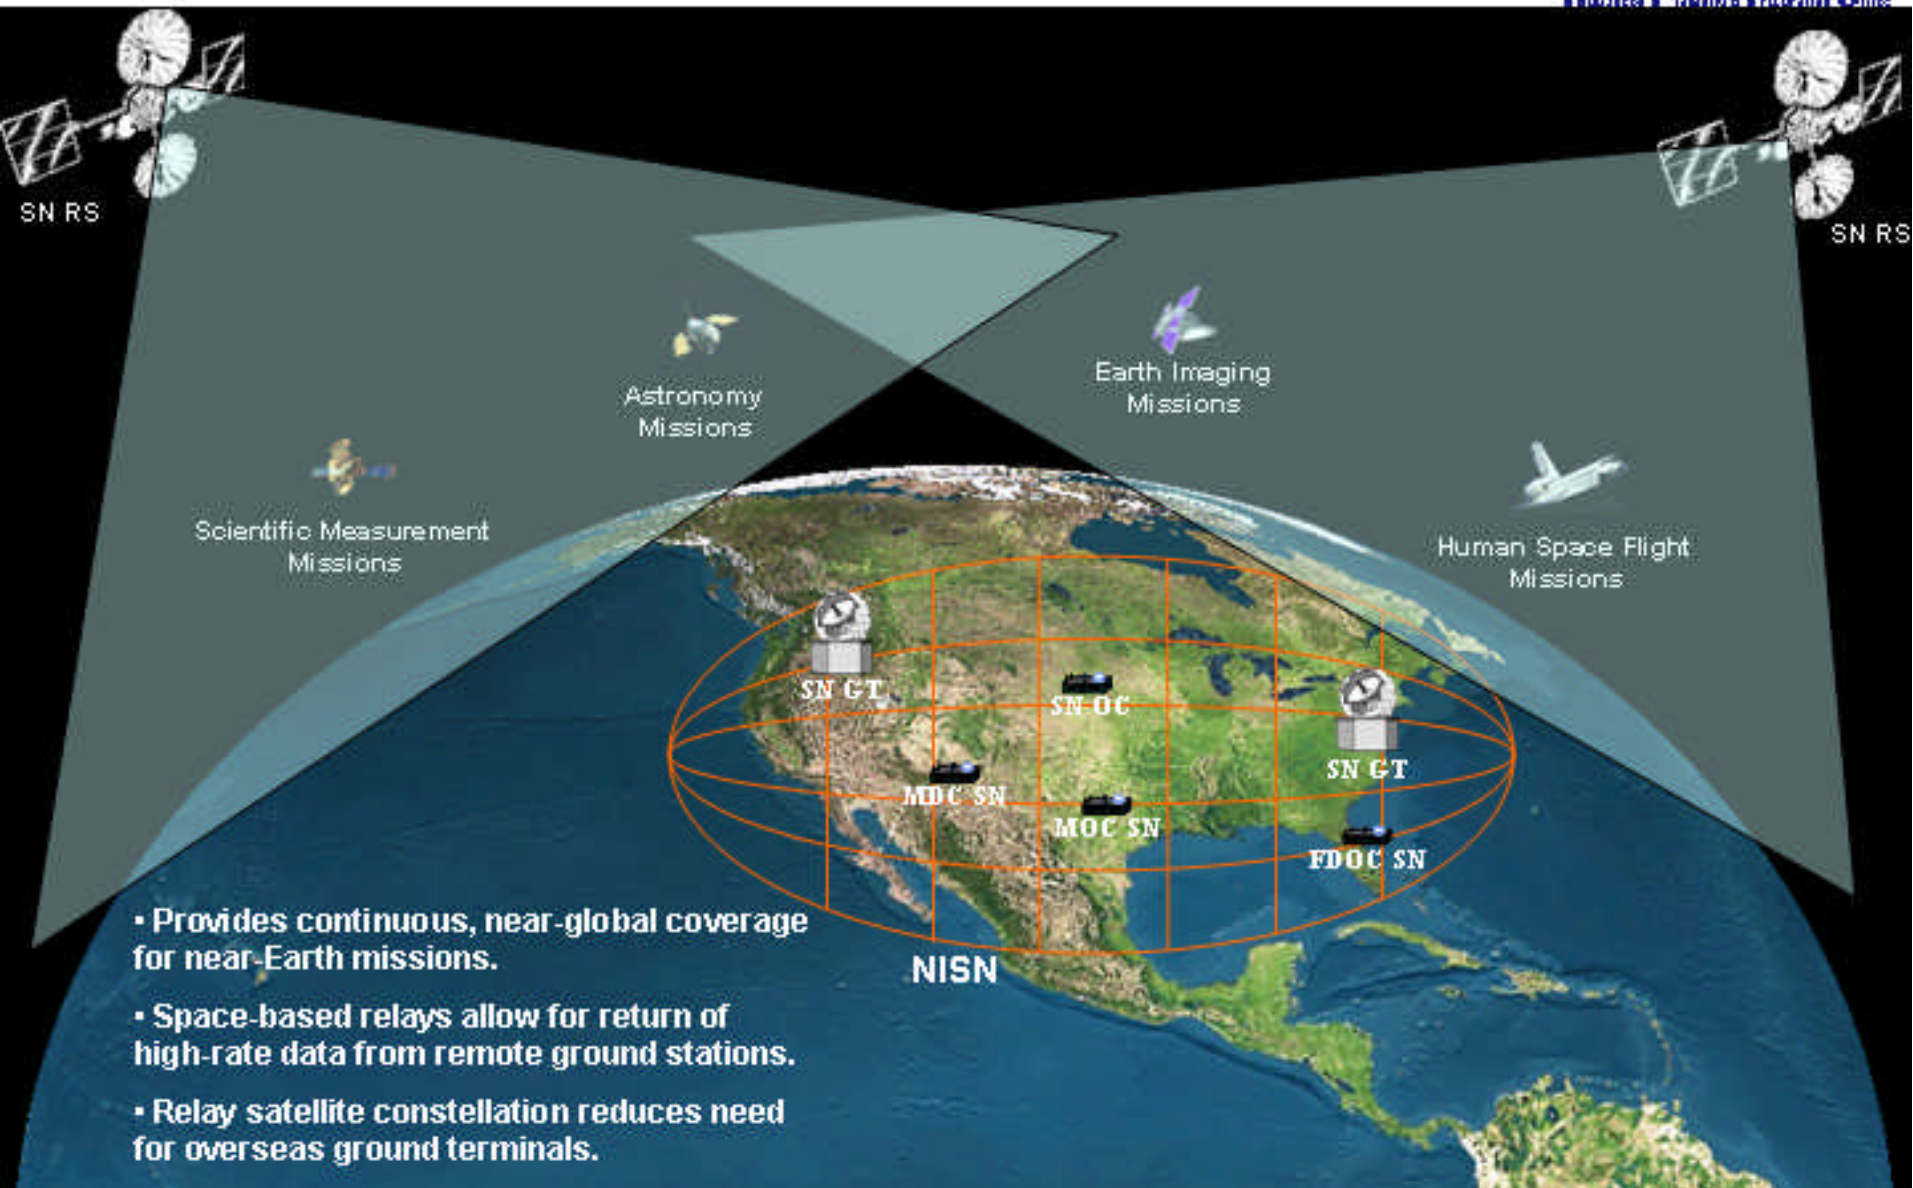 SN RS
SN RS
Astronomy
Missions
Earth Imaging
Missions
Scientific Measurement
Missions
Human Space Flight
Missions
SN GT
SN OC
SN GT
MDC SN
MOC SN
FDOC SN
NISN
▪ Provides continuous, near-global coverage
for near-Earth missions.
▪ Space-based relays allow for return of
high-rate data from remote ground stations.
▪ Relay satellite constellation reduces need
for overseas ground terminals.